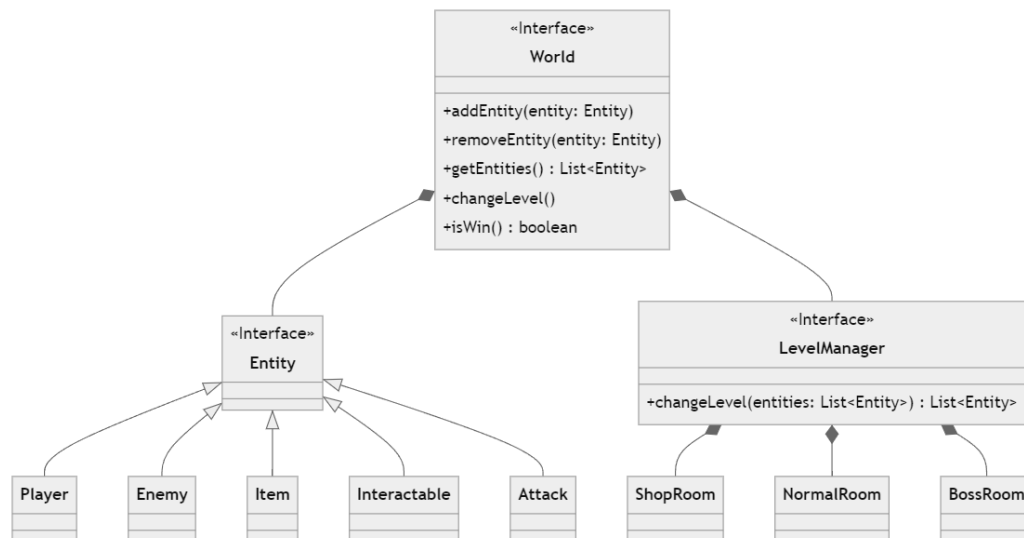 «Interface»
World
+addEntity(entity: Entity)
+removeEntity(entity: Entity)
+getEntities() : List<Entity>
+changeLevel()
+isWin() : boolean
«Interface»
Entity
«Interface»
LevelManager
+changeLevel(entities: List<Entity>) : List<Entity>
Player
Enemy
Item
Interactable
Attack
ShopRoom
NormalRoom
BossRoom